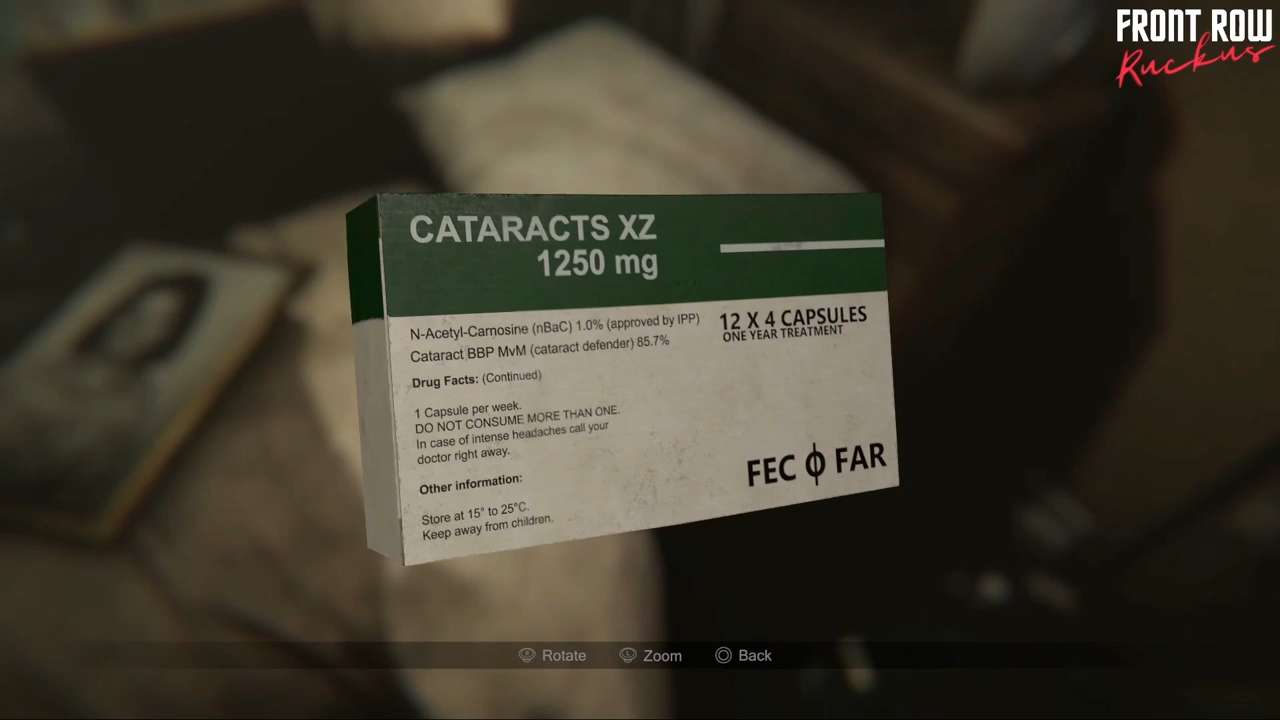 FRONT ROW
Ruckus
CATARACTS XZ
1250 mg
N-Acetyl-Carnosine (nBaC) 1.0% (approved by IPP)
Cataract BBP MvM (cataract defender) 85.7%
Drug Facts: (Continued)
1 Capsule per week.
DO NOT CONSUME MORE THAN ONE.
In case of intense headaches call your
doctor right away.
Other information:
Store at 15° to 25°C.
Keep away from children.
12 X 4 CAPSULES
ONE YEAR TREATMENT
FEC FAR
R Rotate
L Zoom
Back